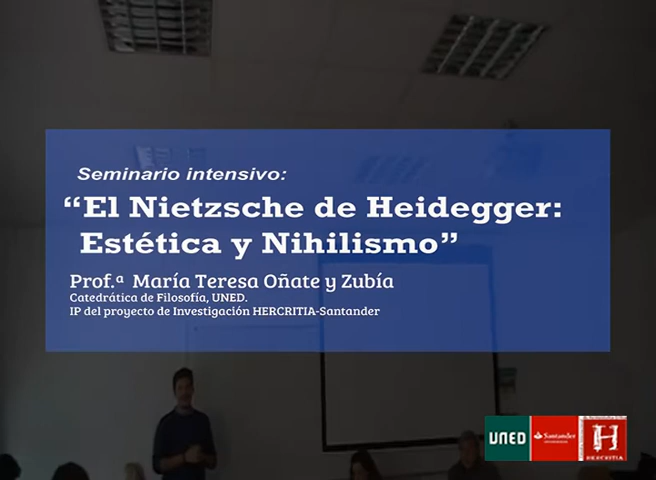 Seminario intensivo:
“El Nietzsche de Heidegger:
Estética y Nihilismo”
Prof.ª María Teresa Oñate y Zubía
Catedrática de Filosofía, UNED.
IP del proyecto de Investigación HERCRITIA-Santander
UNED
Santander
H
HERCRITIA